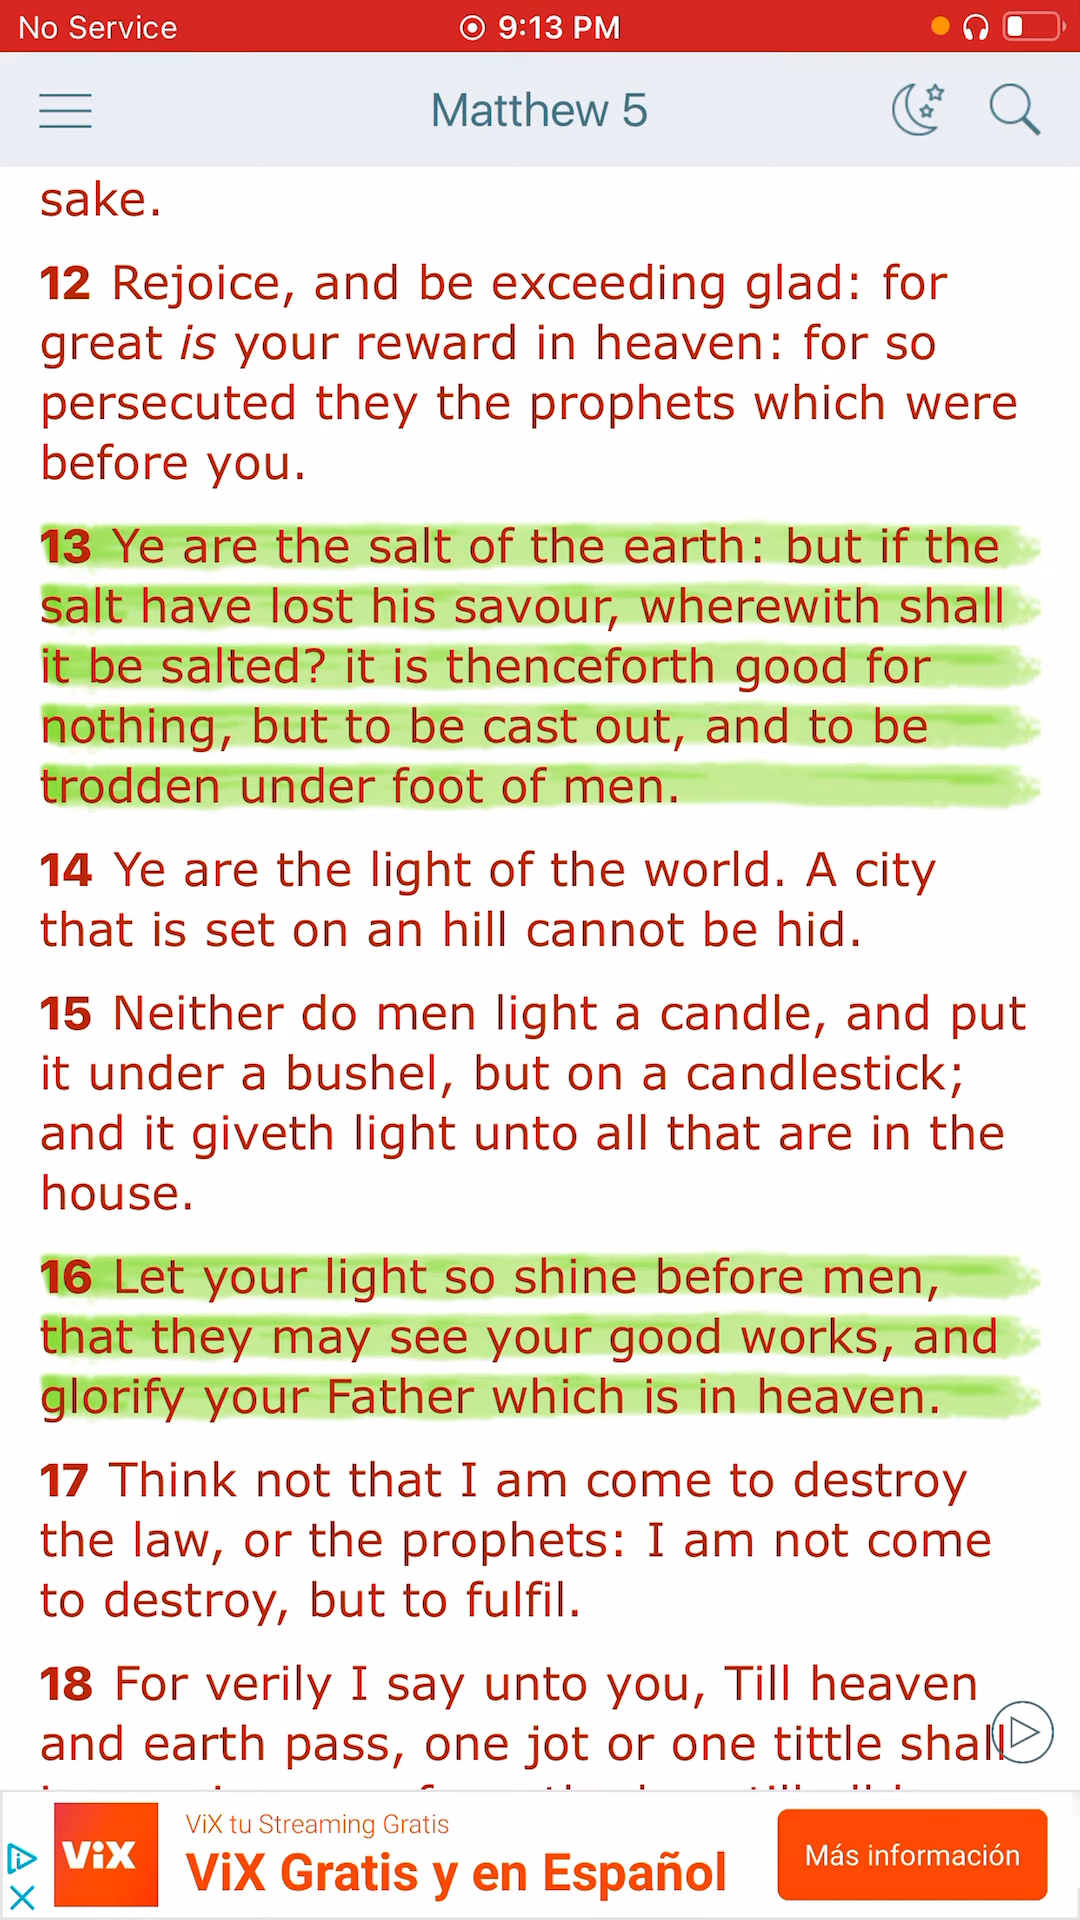 No Service 9:13 PM
Matthew 5
sake.
12 Rejoice, and be exceeding glad: for
great is your reward in heaven: for so
persecuted they the prophets which were
before you.
13 Ye are the salt of the earth: but if the
salt have lost his savour, wherewith shall
it be salted? it is thenceforth good for
nothing, but to be cast out, and to be
trodden under foot of men.
14 Ye are the light of the world. A city
that is set on an hill cannot be hid.
15 Neither do men light a candle, and put
it under a bushel, but on a candlestick;
and it giveth light unto all that are in the
house.
16 Let your light so shine before men,
that they may see your good works, and
glorify your Father which is in heaven.
17 Think not that I am come to destroy
the law, or the prophets: I am not come
to destroy, but to fulfil.
18 For verily I say unto you, Till heaven
and earth pass, one jot or one tittle shall
ViX
ViX tu Streaming Gratis
ViX Gratis y en Español
Más información